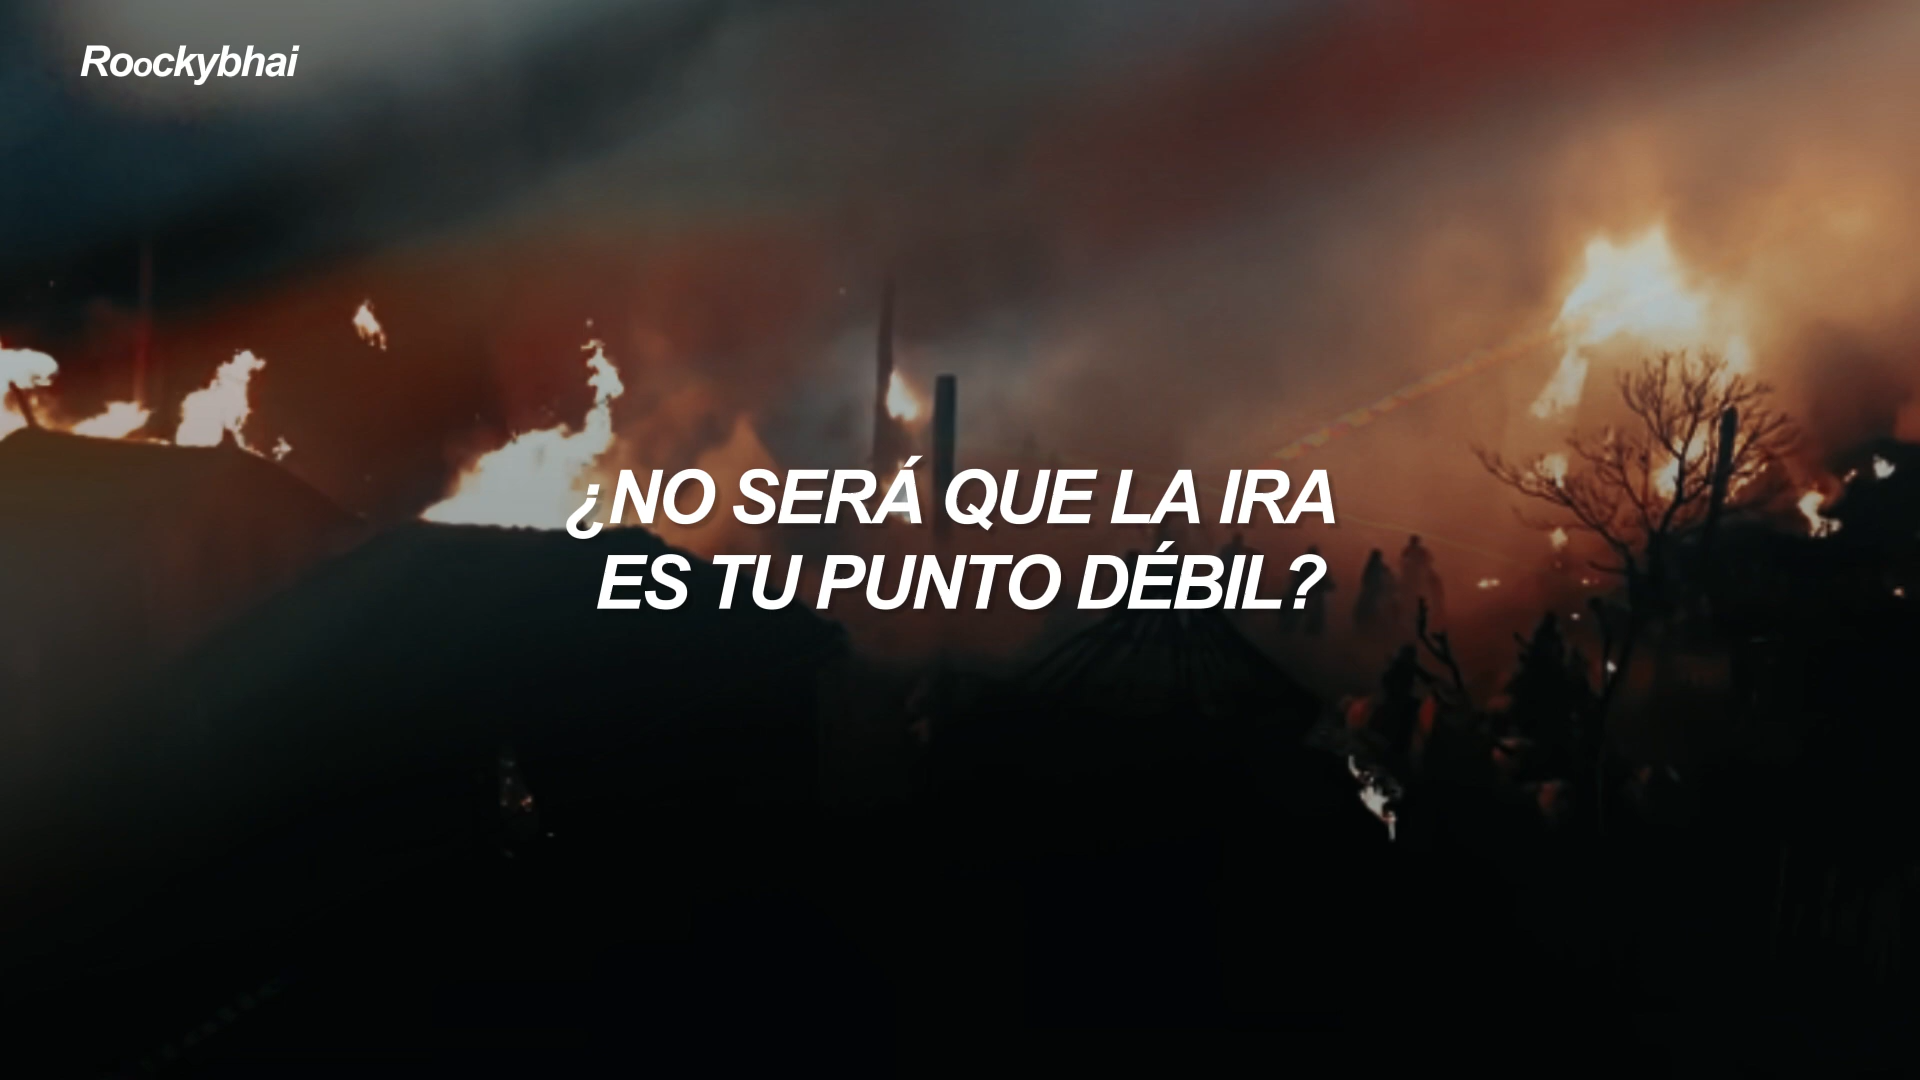 Roockybhai
¿NO SERÁ QUE LA IRA
ES TU PUNTO DÉBIL?